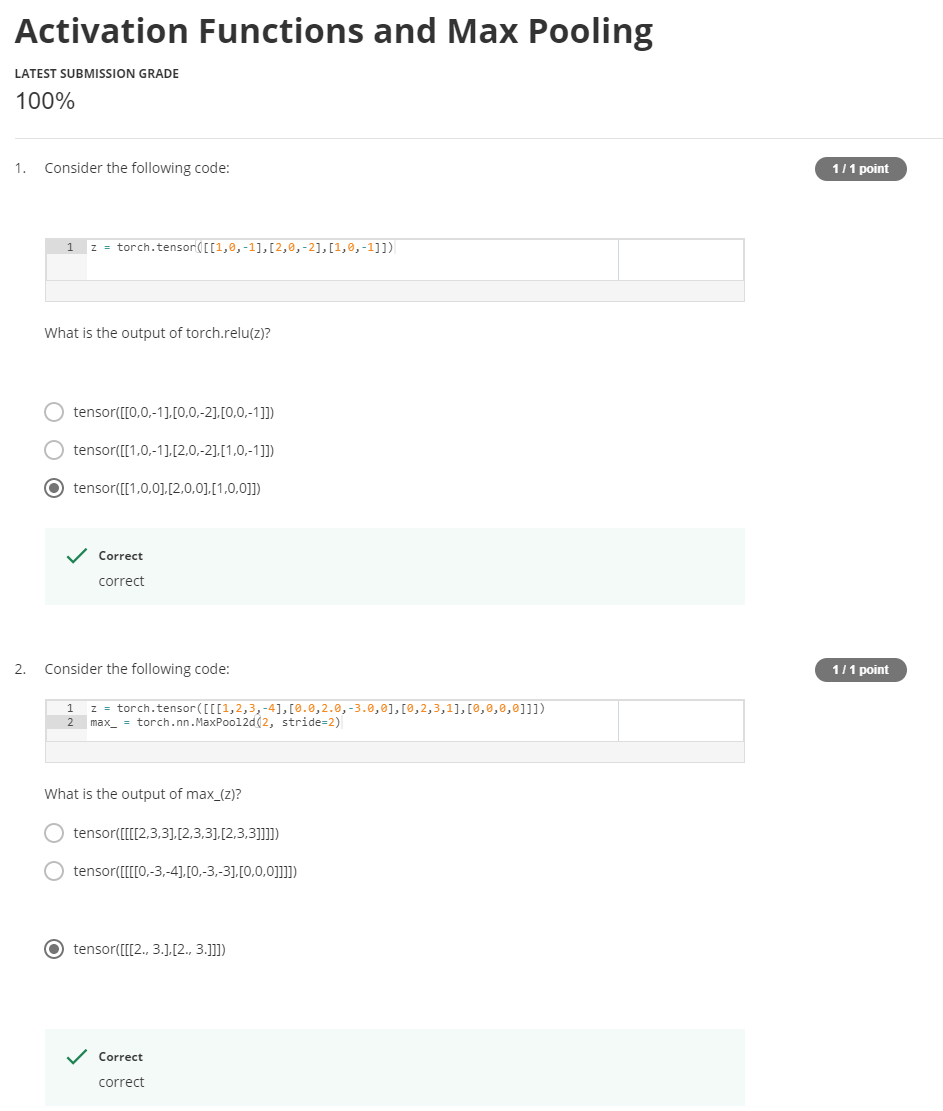 Activation Functions and Max Pooling
LATEST SUBMISSION GRADE
100%
1. Consider the following code:
1 / 1 point
1 z = torch.tensor([[1,0,-1],[2,0,-2],[1,0,-1]])
What is the output of torch.relu(z)?
tensor([[0,0,-1],[0,0,-2],[0,0,-1]])
tensor([[1,0,-1],[2,0,-2],[1,0,-1]])
tensor([[1,0,0],[2,0,0],[1,0,0]])
Correct
correct
2. Consider the following code:
1 / 1 point
1 z = torch.tensor([[[1,2,3,-4],[0.0,2.0,-3.0,0],[0,2,3,1],[0,0,0,0]]])
2 max_ = torch.nn.MaxPool2d(2, stride=2)
What is the output of max_(z)?
tensor([[[[2,3,3],[2,3,3],[2,3,3]]]])
tensor([[[[0,-3,-4],[0,-3,-3],[0,0,0]]]])
tensor([[[2., 3.],[2., 3.]]])
Correct
correct